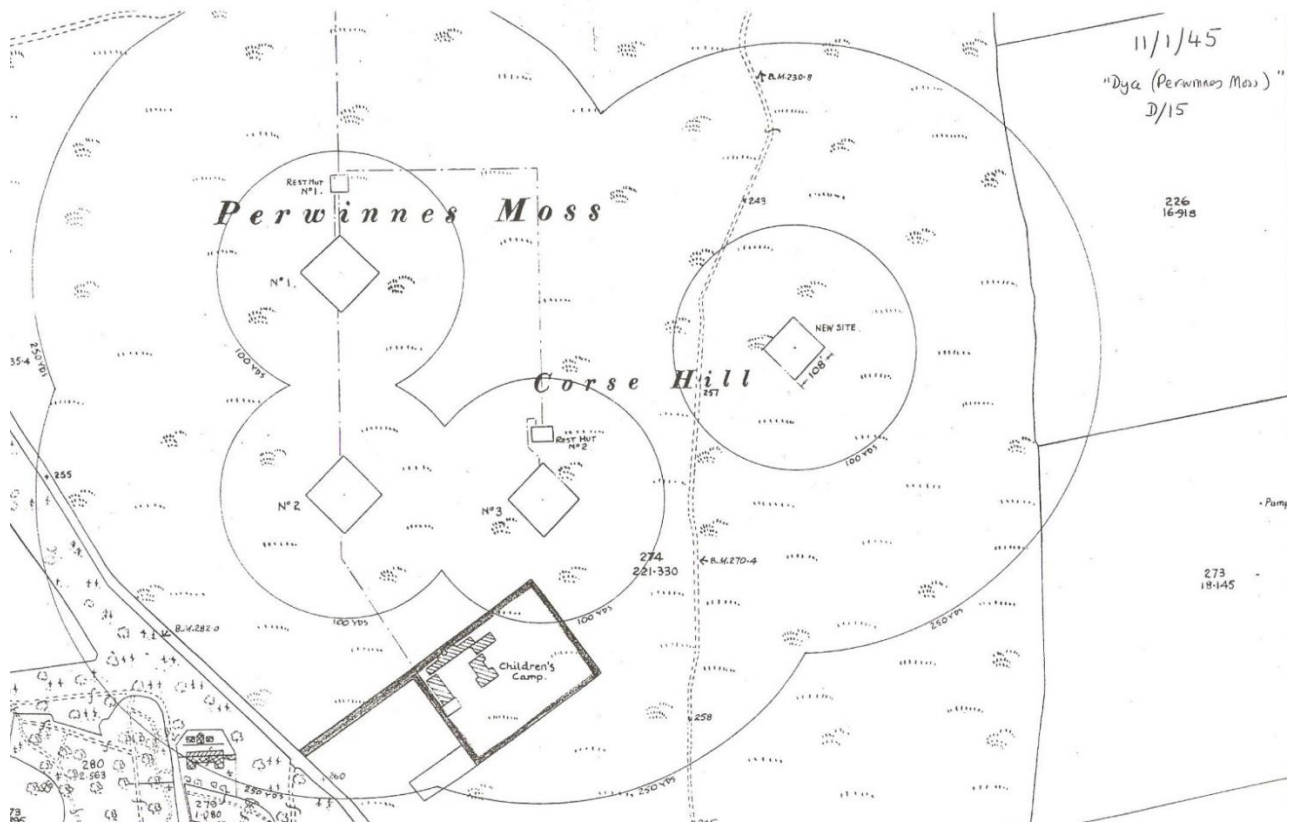 11/1/45
"Dya (Perwinnes Moss)"
D/15
B.M.230·8
REST HUT
Nº1.
Perwinnes Moss
243
226
16·918
Nº1.
NEW SITE.
108'
250 YDS
35·4
100 YDS
Corse Hill
257
REST HUT
Nº2
100 YDS
255
Nº2
Nº3
Pump
274
221·330
B.M.270·4
273
18·145
100 YDS
100 YDS
250 YDS
B.M.282·0
Children's
Camp.
258
280
2·563
260
250 YDS
250 YDS
279
1·080